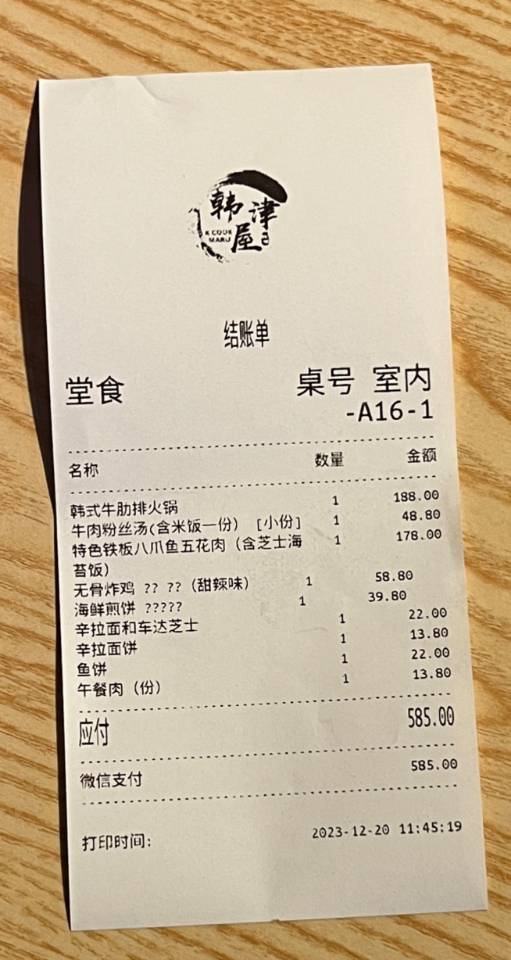 韩津
屋
K COOK
MARU
结账单
堂食 桌号 室内
-A16-1
名称 数量 金额
韩式牛肋排火锅 1 188.00
牛肉粉丝汤(含米饭一份) [小份] 1 48.80
特色铁板八爪鱼五花肉（含芝士海 1 178.00
苔饭）
无骨炸鸡 ?? ??（甜辣味） 1 58.80
海鲜煎饼 ????? 1 39.80
辛拉面和车达芝士 1 22.00
辛拉面饼 1 13.80
鱼饼 1 22.00
午餐肉（份） 1 13.80
应付 585.00
微信支付 585.00
打印时间: 2023-12-20 11:45:19